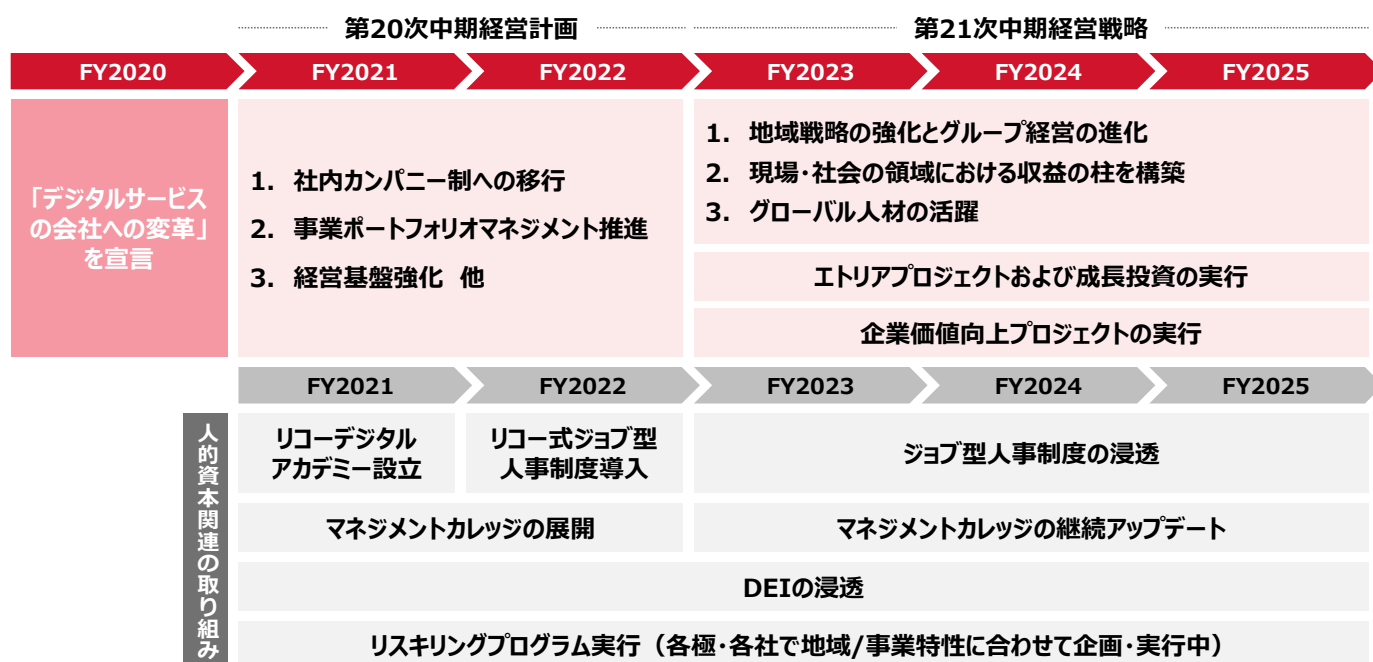 第20次中期経営計画
第21次中期経営戦略
FY2020
FY2021
FY2022
FY2023
FY2024
FY2025
「デジタルサービス
の会社への変革」
を宣言
1. 社内カンパニー制への移行
2. 事業ポートフォリオマネジメント推進
3. 経営基盤強化 他
1. 地域戦略の強化とグループ経営の進化
2. 現場・社会の領域における収益の柱を構築
3. グローバル人材の活躍
エトリアプロジェクトおよび成長投資の実行
企業価値向上プロジェクトの実行
FY2021
FY2022
FY2023
FY2024
FY2025
人的資本関連の取り組み
リコーデジタル
アカデミー設立
リコー式ジョブ型
人事制度導入
ジョブ型人事制度の浸透
マネジメントカレッジの展開
マネジメントカレッジの継続アップデート
DEIの浸透
リスキリングプログラム実行（各極・各社で地域/事業特性に合わせて企画・実行中）